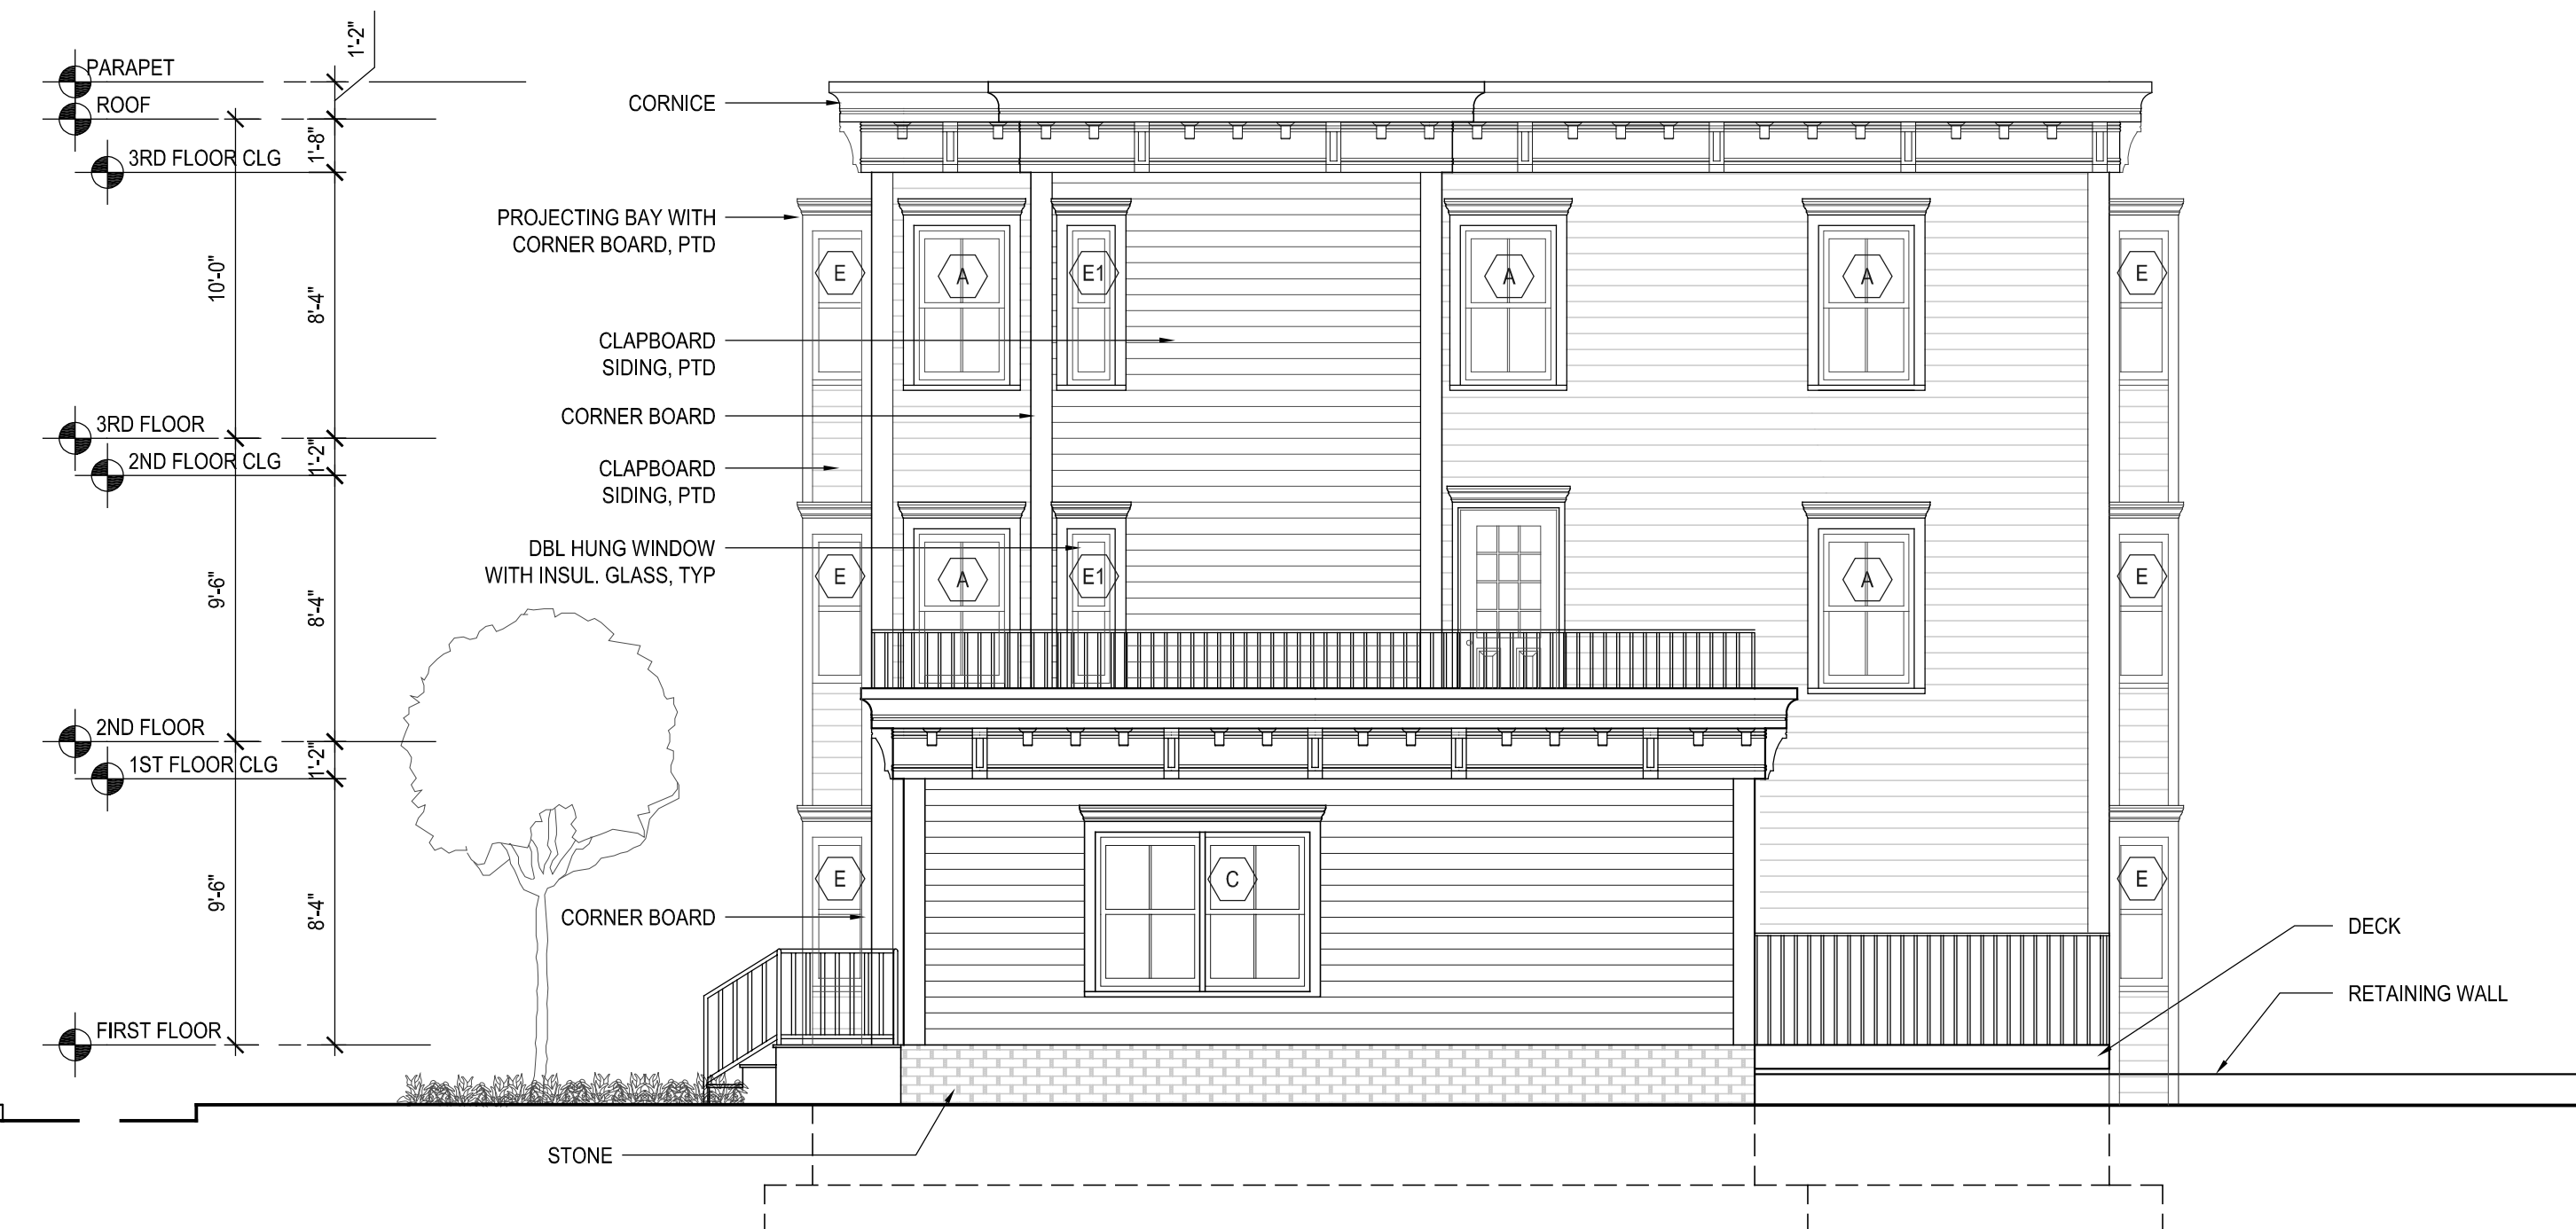 1'-2"
PARAPET
ROOF
CORNICE
1'-8"
3RD FLOOR CLG
PROJECTING BAY WITH
CORNER BOARD, PTD
10'-0"
8'-4"
E
A
E1
A
A
E
CLAPBOARD
SIDING, PTD
CORNER BOARD
3RD FLOOR
1'-2"
2ND FLOOR CLG
CLAPBOARD
SIDING, PTD
DBL HUNG WINDOW
WITH INSUL. GLASS, TYP
9'-6"
8'-4"
E
A
E1
A
E
2ND FLOOR
1'-2"
1ST FLOOR CLG
9'-6"
8'-4"
E
C
E
CORNER BOARD
DECK
RETAINING WALL
FIRST FLOOR
STONE